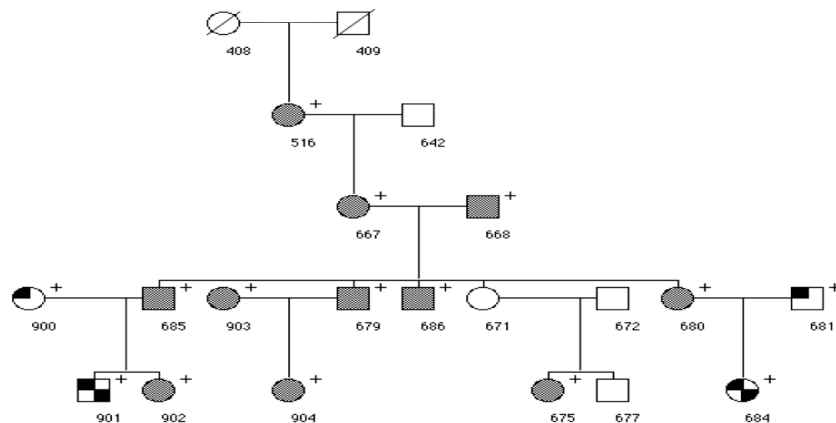 408 409
+
516 642
+ +
667 668
+ + + + + + +
900 685 903 679 686 671 672 680 681
+ + + + +
901 902 904 675 677 684